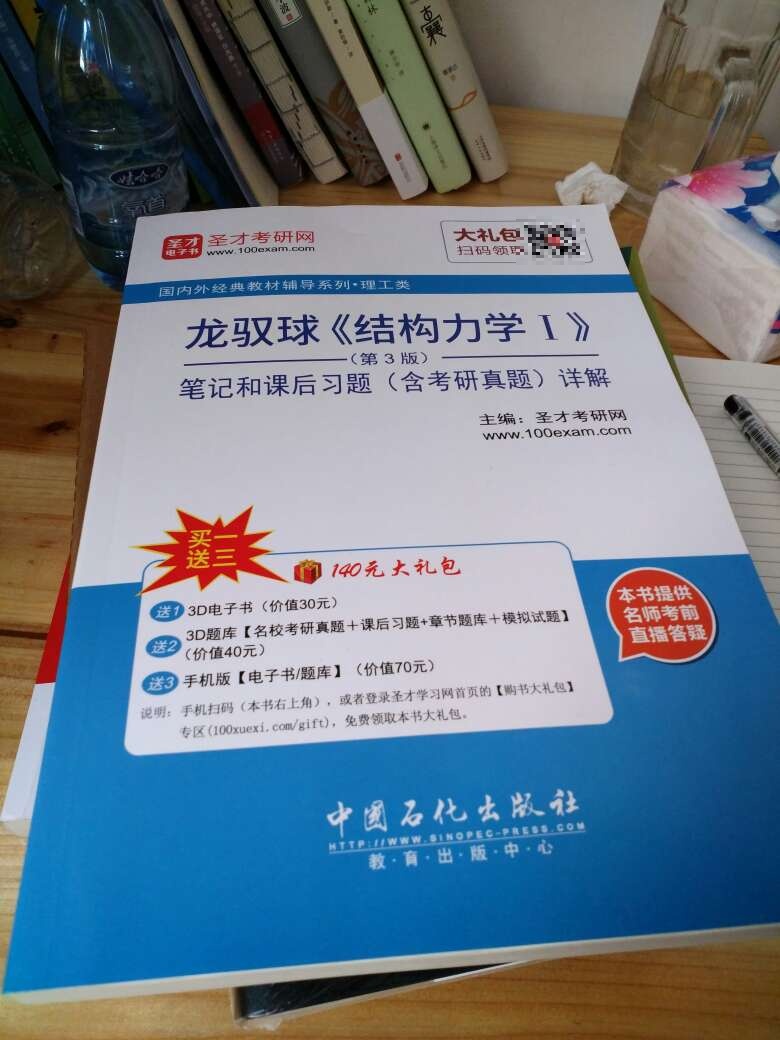 娃哈哈
圣才
电子书
圣才考研网
www.100exam.com
大礼包
扫码领取
国内外经典教材辅导系列·理工类
龙驭球《结构力学Ⅰ》
（第3版）
笔记和课后习题（含考研真题）详解
主编：圣才考研网
www.100exam.com
买一
送三
140元大礼包
送1 3D电子书（价值30元）
送2 3D题库【名校考研真题＋课后习题+章节题库＋模拟试题】
（价值40元）
送3 手机版【电子书/题库】（价值70元）
说明：手机扫码（本书右上角），或者登录圣才学习网首页的【购书大礼包】
专区(100xuexi.com/gift)，免费领取本书大礼包。
本书提供
名师考前
直播答疑
中国石化出版社
HTTP://WWW.SINOPEC-PRESS.COM
教·育·出·版·中·心